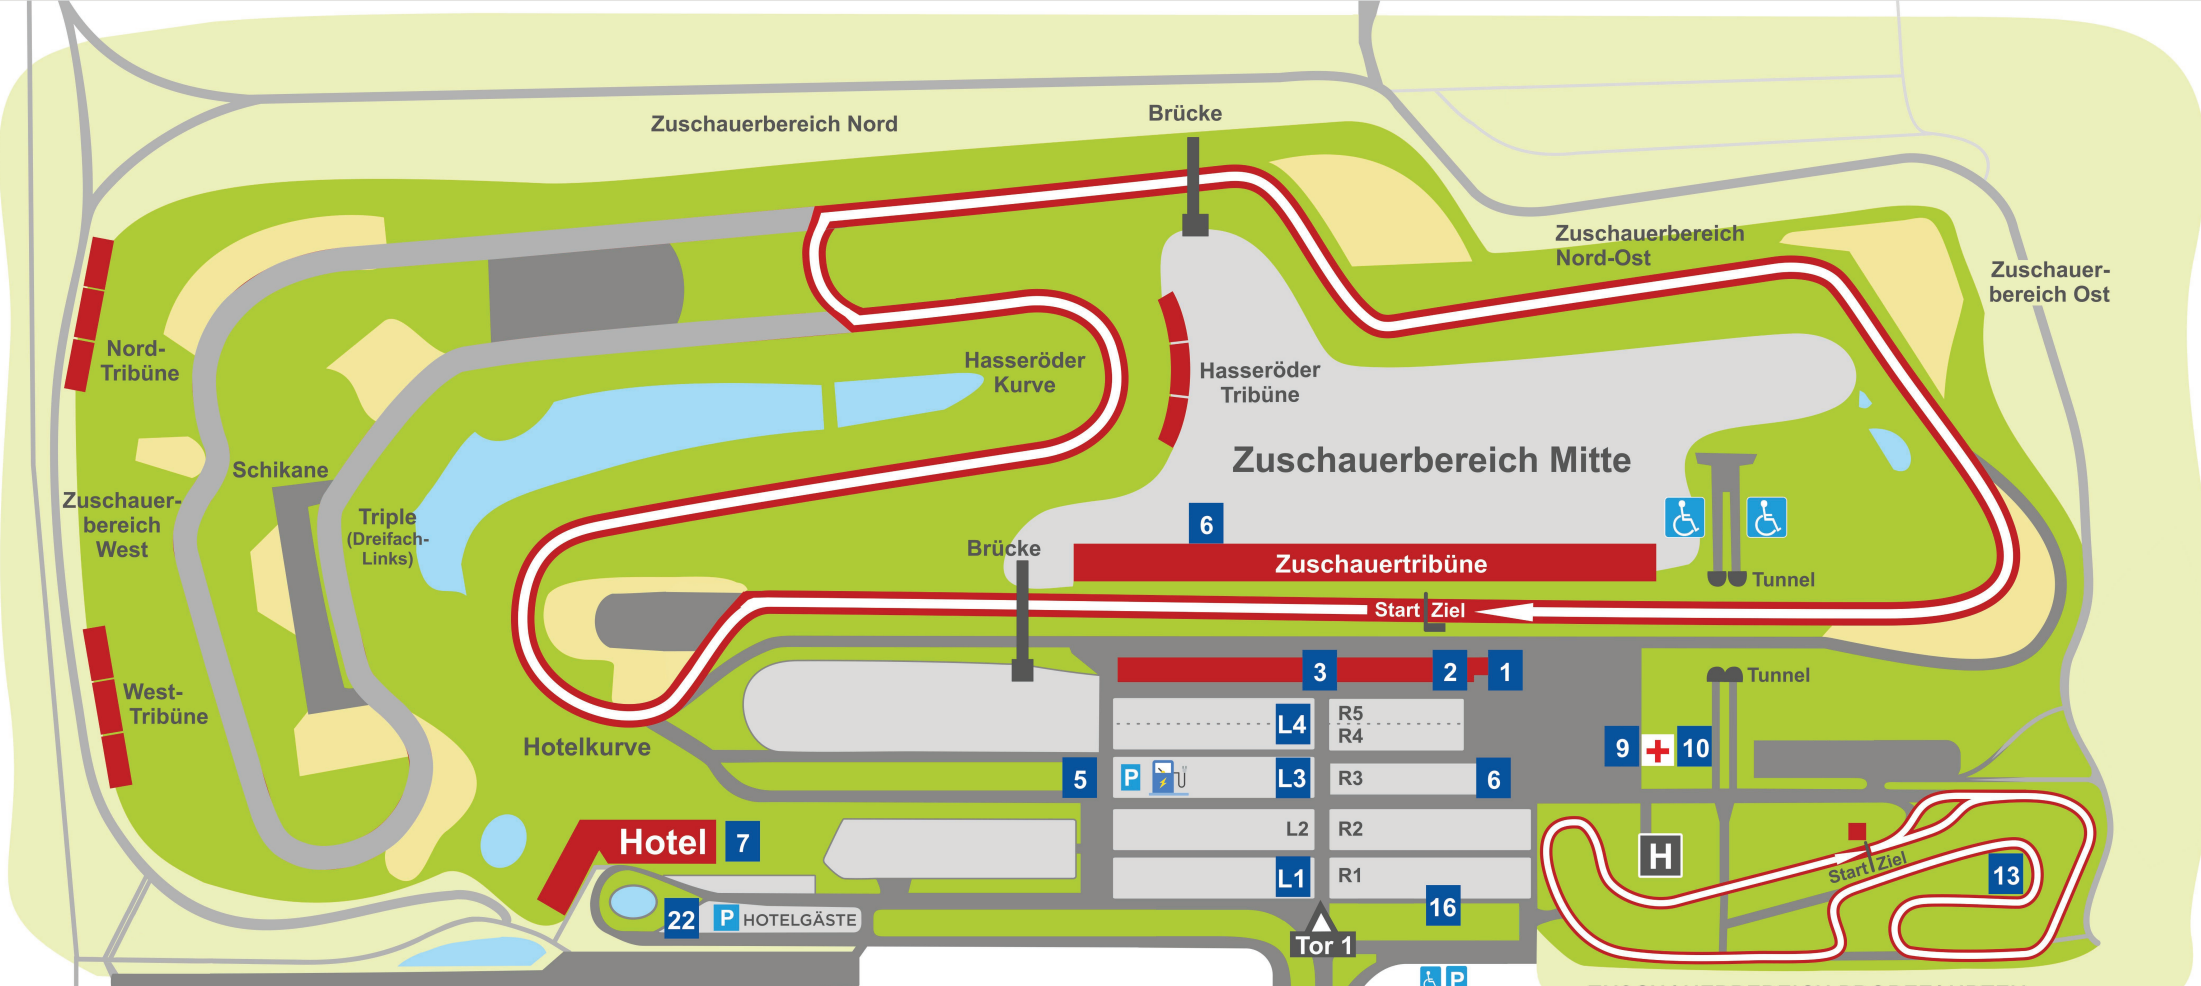 Brücke
Zuschauerbereich Nord
Zuschauerbereich
Nord-Ost
Zuschauer-
bereich Ost
Nord-
Tribüne
Hasseröder
Kurve
Hasseröder
Tribüne
Zuschauerbereich Mitte
Schikane
Zuschauer-
bereich
West
Triple
(Dreifach-
Links)
6
Brücke
Zuschauertribüne
Tunnel
Start
Ziel
3
2
1
Tunnel
West-
Tribüne
Hotelkurve
L4
R5
R4
9
10
5
P
L3
R3
6
Hotel
7
L2
R2
H
Start
Ziel
L1
R1
13
22
P HOTELGÄSTE
16
Tor 1
P